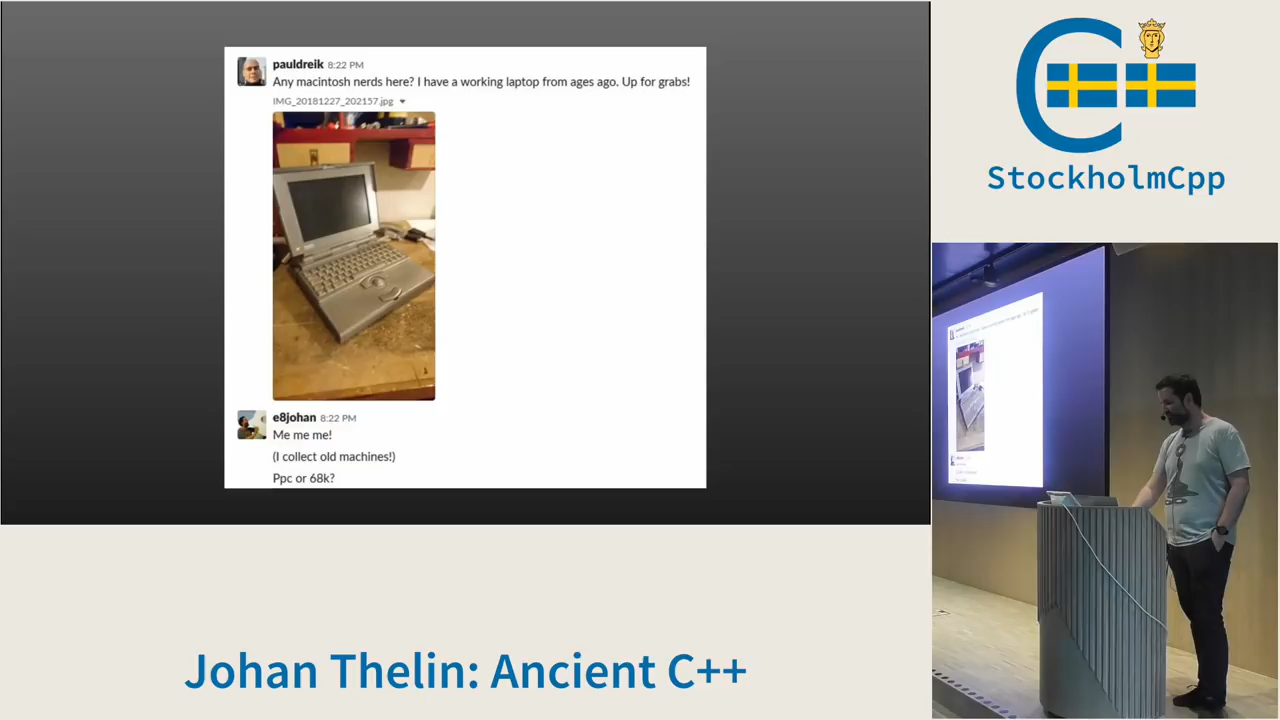 pauldreik 8:22 PM
Any macintosh nerds here? I have a working laptop from ages ago. Up for grabs!
IMG_20181227_202157.jpg
e8johan 8:22 PM
Me me me!
(I collect old machines!)
Ppc or 68k?
StockholmCpp
Johan Thelin: Ancient C++